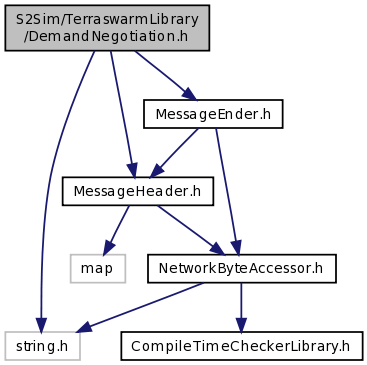 S2Sim/TerraswarmLibrary
/DemandNegotiation.h
MessageEnder.h
MessageHeader.h
map
NetworkByteAccessor.h
string.h
CompileTimeCheckerLibrary.h